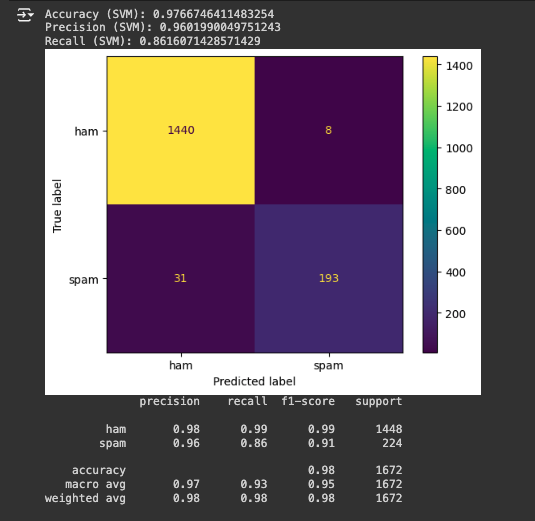 Accuracy (SVM): 0.9766746411483254
Precision (SVM): 0.9601990049751243
Recall (SVM): 0.8616071428571429
1400
1200
1000
800
600
400
200
True label
ham 1440 8
spam 31 193
ham spam
Predicted label
precision recall f1-score support
ham 0.98 0.99 0.99 1448
spam 0.96 0.86 0.91 224
accuracy 0.98 1672
macro avg 0.97 0.93 0.95 1672
weighted avg 0.98 0.98 0.98 1672